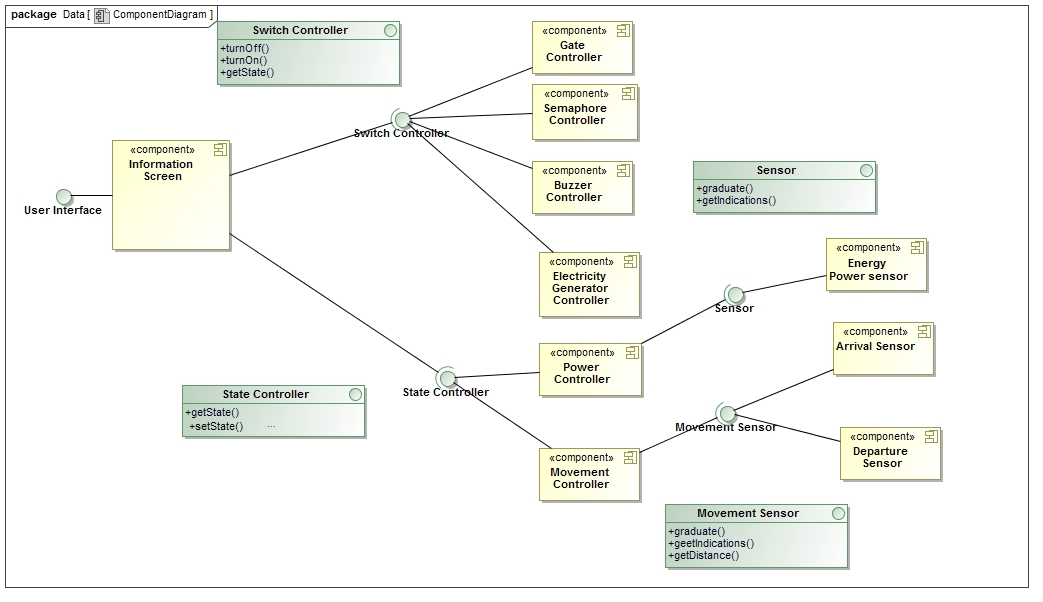 package Data [ ComponentDiagram ]
Switch Controller
+turnOff()
+turnOn()
+getState()
«component»
Gate
Controller
«component»
Semaphore
Controller
Switch Controller
«component»
Information
Screen
«component»
Buzzer
Controller
Sensor
+graduate()
+getIndications()
User Interface
«component»
Electricity
Generator
Controller
«component»
Energy
Power sensor
Sensor
«component»
Arrival Sensor
«component»
Power
Controller
State Controller
State Controller
+getState()
+setState() ...
Movement Sensor
«component»
Departure
Sensor
«component»
Movement
Controller
Movement Sensor
+graduate()
+geetIndications()
+getDistance()